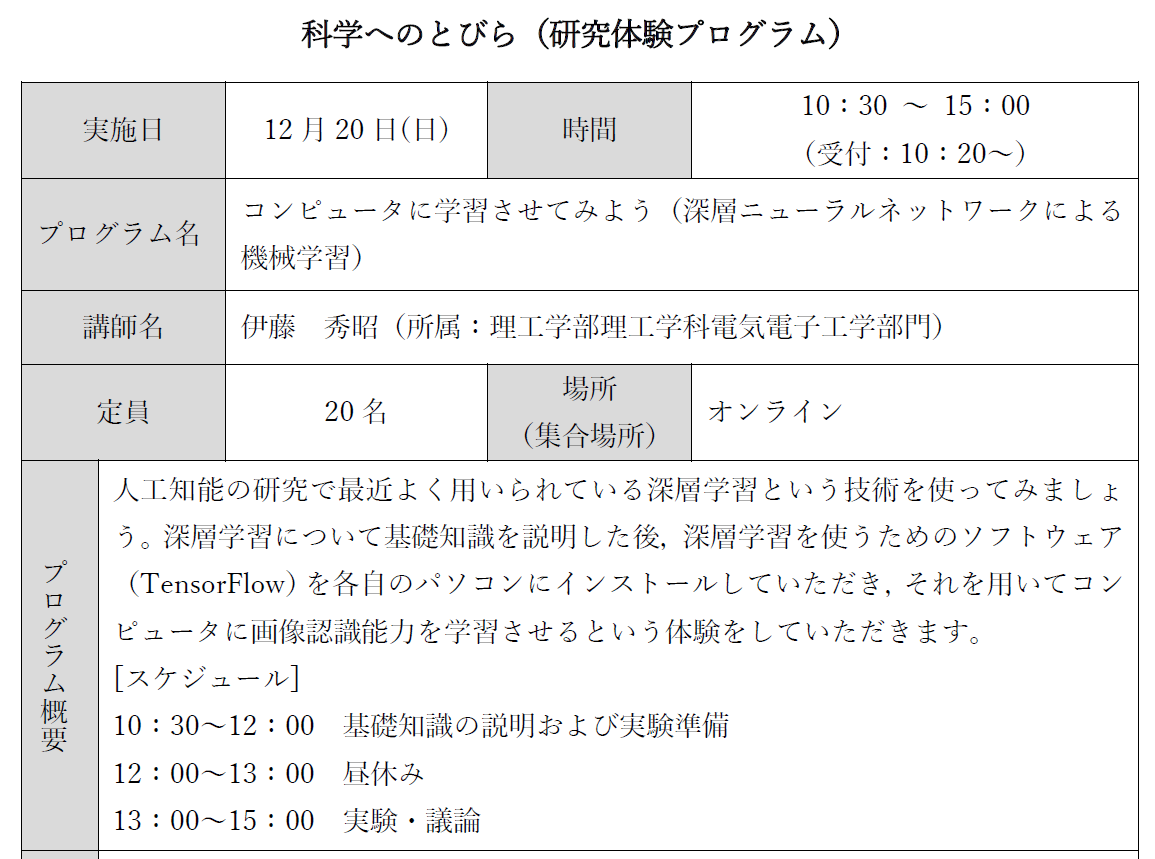 科学へのとびら（研究体験プログラム）
実施日
12月20日(日)
時間
10：30 ～ 15：00
（受付：10：20～）
プログラム名
コンピュータに学習させてみよう（深層ニューラルネットワークによる
機械学習）
講師名
伊藤　秀昭（所属：理工学部理工学科電気電子工学部門）
定員
20名
場所
（集合場所）
オンライン
プログラム概要
人工知能の研究で最近よく用いられている深層学習という技術を使ってみましょ
う。深層学習について基礎知識を説明した後，深層学習を使うためのソフトウェア
（TensorFlow）を各自のパソコンにインストールしていただき，それを用いてコン
ピュータに画像認識能力を学習させるという体験をしていただきます。
[スケジュール]
10：30～12：00　基礎知識の説明および実験準備
12：00～13：00　昼休み
13：00～15：00　実験・議論